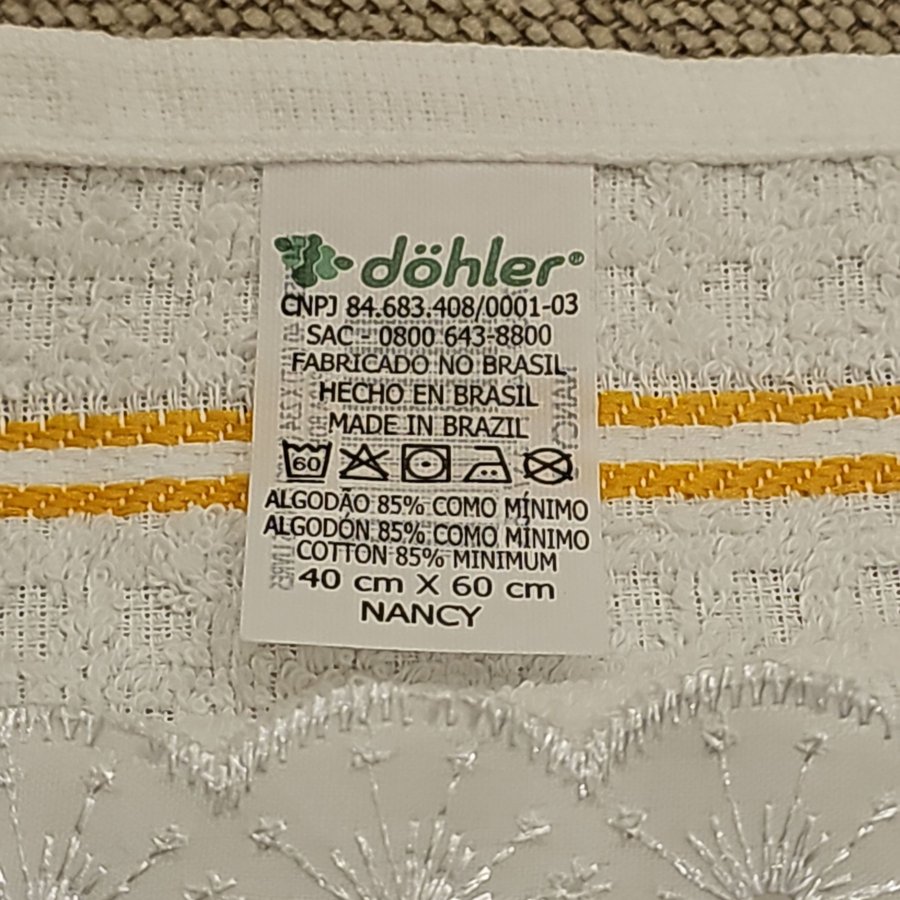 döhler®
CNPJ 84.683.408/0001-03
SAC - 0800 643-8800
FABRICADO NO BRASIL
HECHO EN BRASIL
MADE IN BRAZIL
60
ALGODÃO 85% COMO MÍNIMO
ALGODÓN 85% COMO MÍNIMO
COTTON 85% MINIMUM
40 cm X 60 cm
NANCY